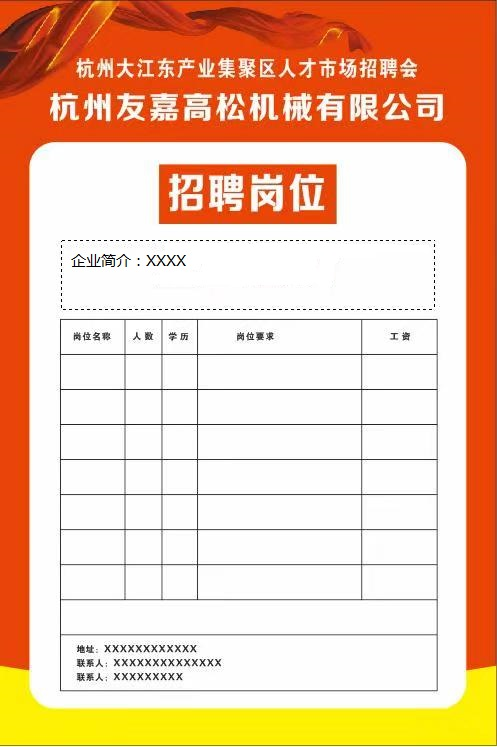 杭州大江东产业集聚区人才市场招聘会
杭州友嘉高松机械有限公司
招聘岗位
企业简介：XXXX
岗位名称 人 数 学 历 岗位要求 工 资
地址：XXXXXXXXXXXX
联系人：XXXXXXXXXXXXXX
联系人：XXXXXXXXX